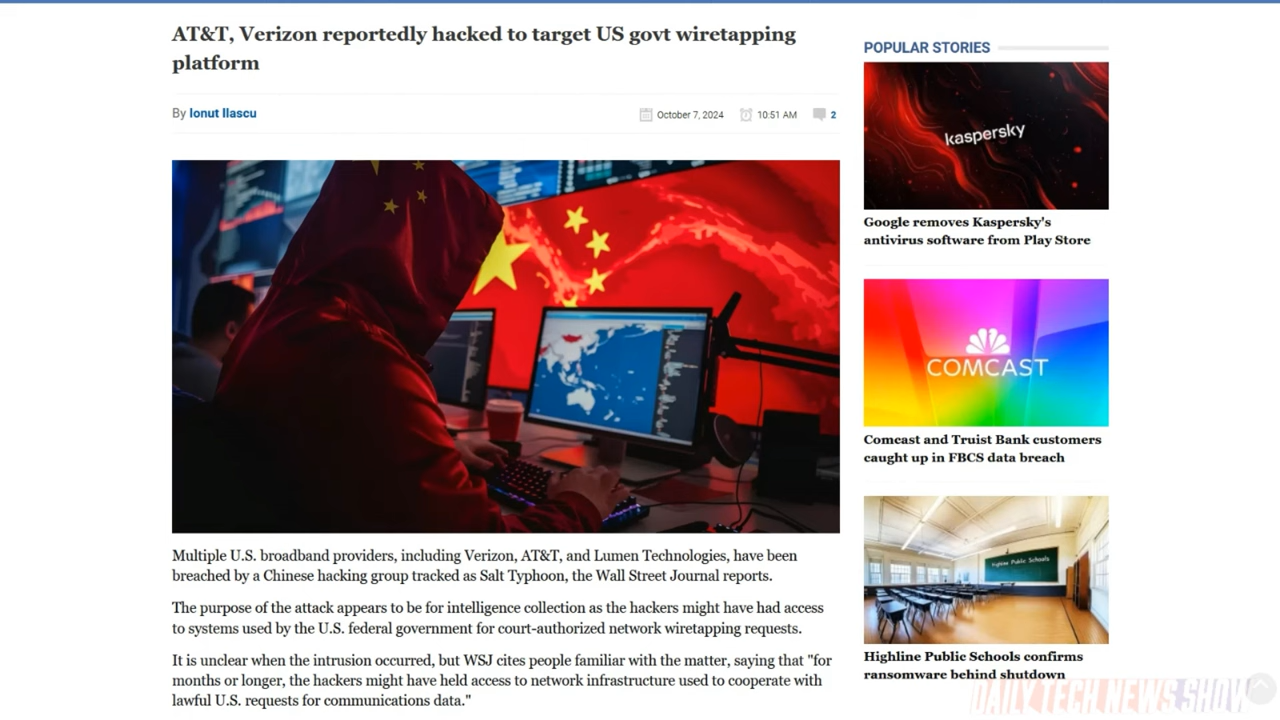 AT&T, Verizon reportedly hacked to target US govt wiretapping
platform
By Ionut Ilascu
October 7, 2024
10:51 AM
2
Multiple U.S. broadband providers, including Verizon, AT&T, and Lumen Technologies, have been
breached by a Chinese hacking group tracked as Salt Typhoon, the Wall Street Journal reports.
The purpose of the attack appears to be for intelligence collection as the hackers might have had access
to systems used by the U.S. federal government for court-authorized network wiretapping requests.
It is unclear when the intrusion occurred, but WSJ cites people familiar with the matter, saying that "for
months or longer, the hackers might have held access to network infrastructure used to cooperate with
lawful U.S. requests for communications data."
POPULAR STORIES
kaspersky
Google removes Kaspersky's
antivirus software from Play Store
COMCAST
Comcast and Truist Bank customers
caught up in FBCS data breach
Highline Public Schools
Highline Public Schools confirms
ransomware behind shutdown
DAILY TECH NEWS SHOW